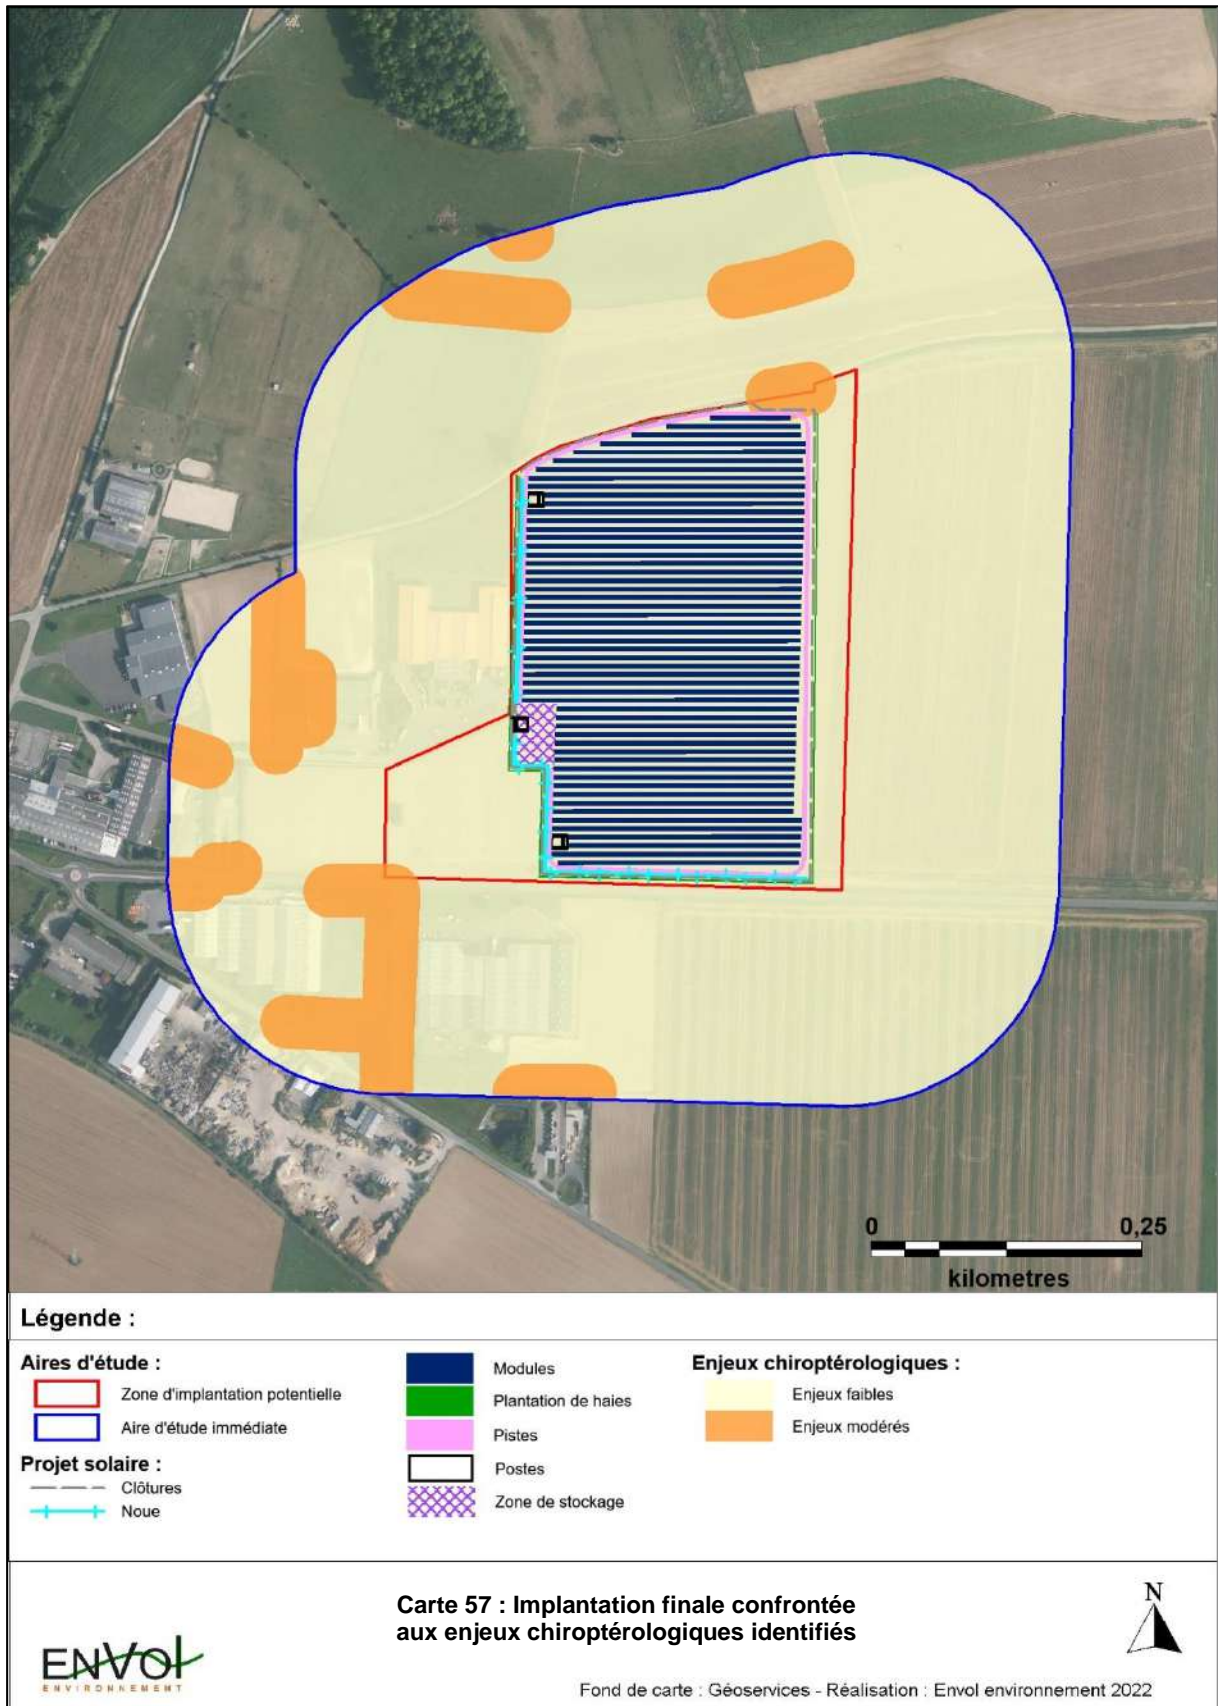 0 0,25
kilometres
Légende :
Aires d'étude :
Zone d'implantation potentielle
Aire d'étude immédiate
Projet solaire :
Clôtures
Noue
Modules
Plantation de haies
Pistes
Postes
Zone de stockage
Enjeux chiroptérologiques :
Enjeux faibles
Enjeux modérés
ENVOL
ENVIRONNEMENT
Carte 57 : Implantation finale confrontée
aux enjeux chiroptérologiques identifiés
N
Fond de carte : Géoservices - Réalisation : Envol environnement 2022